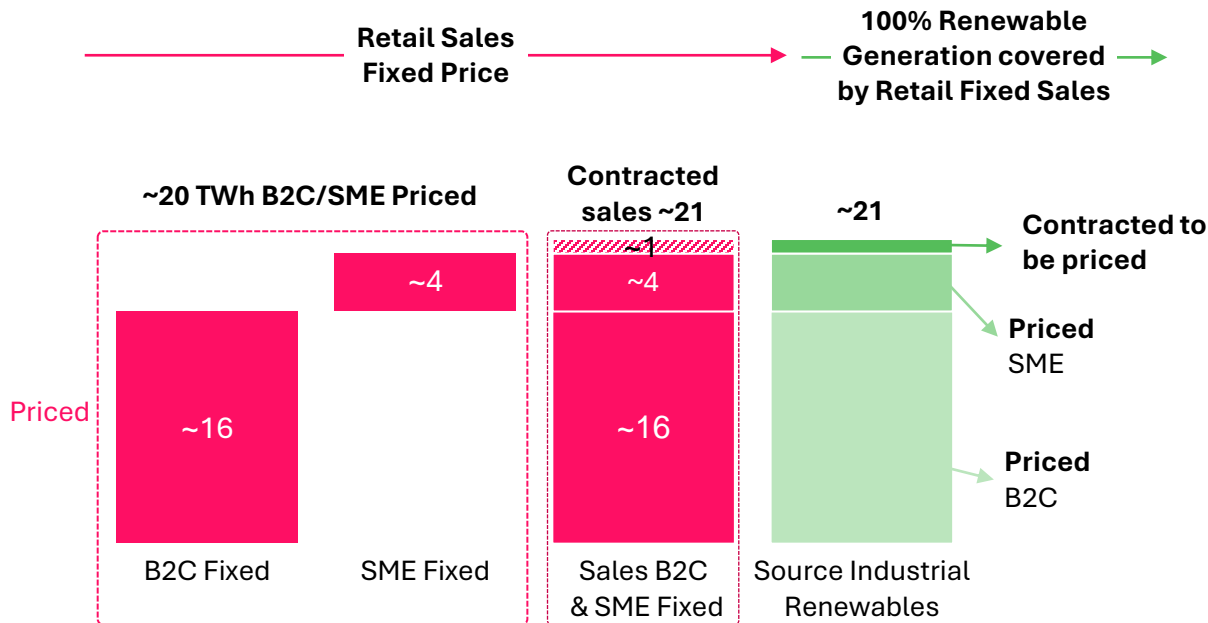 Retail Sales
Fixed Price
100% Renewable
Generation covered
by Retail Fixed Sales
~20 TWh B2C/SME Priced
Contracted
sales ~21
~21
Contracted to
be priced
~1
~4
~4
Priced
SME
Priced
~16
~16
Priced
B2C
B2C Fixed
SME Fixed
Sales B2C
& SME Fixed
Source Industrial
Renewables